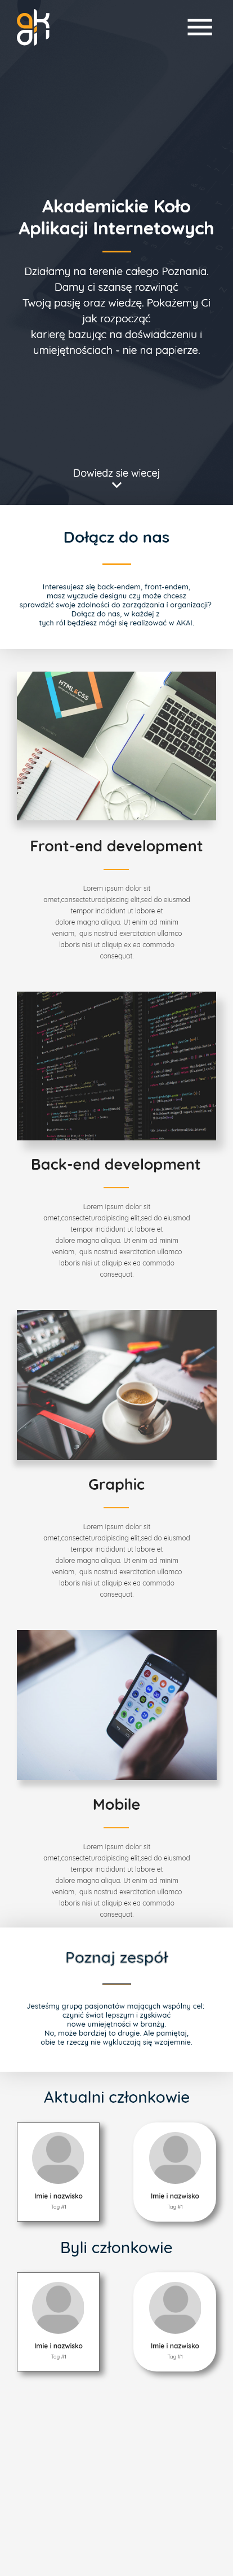 akai
Akademickie Koło
Aplikacji Internetowych
Działamy na terenie całego Poznania.
Damy ci szansę rozwinąć
Twoją pasję oraz wiedzę. Pokażemy Ci
jak rozpocząć
karierę bazując na doświadczeniu i
umiejętnościach - nie na papierze.
Dowiedz sie wiecej
Dołącz do nas
Interesujesz się back-endem, front-endem,
masz wyczucie designu czy może chcesz
sprawdzić swoje zdolności do zarządzania i organizacji?
Dołącz do nas, w każdej z
tych ról będziesz mógł się realizować w AKAI.
HTML&CSS
Front-end development
Lorem ipsum dolor sit
amet,consecteturadipiscing elit,sed do eiusmod
tempor incididunt ut labore et
dolore magna aliqua. Ut enim ad minim
veniam, quis nostrud exercitation ullamco
laboris nisi ut aliquip ex ea commodo
consequat.
Back-end development
Lorem ipsum dolor sit
amet,consecteturadipiscing elit,sed do eiusmod
tempor incididunt ut labore et
dolore magna aliqua. Ut enim ad minim
veniam, quis nostrud exercitation ullamco
laboris nisi ut aliquip ex ea commodo
consequat.
Graphic
Lorem ipsum dolor sit
amet,consecteturadipiscing elit,sed do eiusmod
tempor incididunt ut labore et
dolore magna aliqua. Ut enim ad minim
veniam, quis nostrud exercitation ullamco
laboris nisi ut aliquip ex ea commodo
consequat.
Mobile
Lorem ipsum dolor sit
amet,consecteturadipiscing elit,sed do eiusmod
tempor incididunt ut labore et
dolore magna aliqua. Ut enim ad minim
veniam, quis nostrud exercitation ullamco
laboris nisi ut aliquip ex ea commodo
consequat.
Poznaj zespół
Jesteśmy grupą pasjonatów mających wspólny cel:
czynić świat lepszym i zyskiwać
nowe umiejętności w branży.
No, może bardziej to drugie. Ale pamiętaj,
obie te rzeczy nie wykluczają się wzajemnie.
Aktualni członkowie
Imie i nazwisko
Tag #1
Imie i nazwisko
Tag #1
Byli członkowie
Imie i nazwisko
Tag #1
Imie i nazwisko
Tag #1